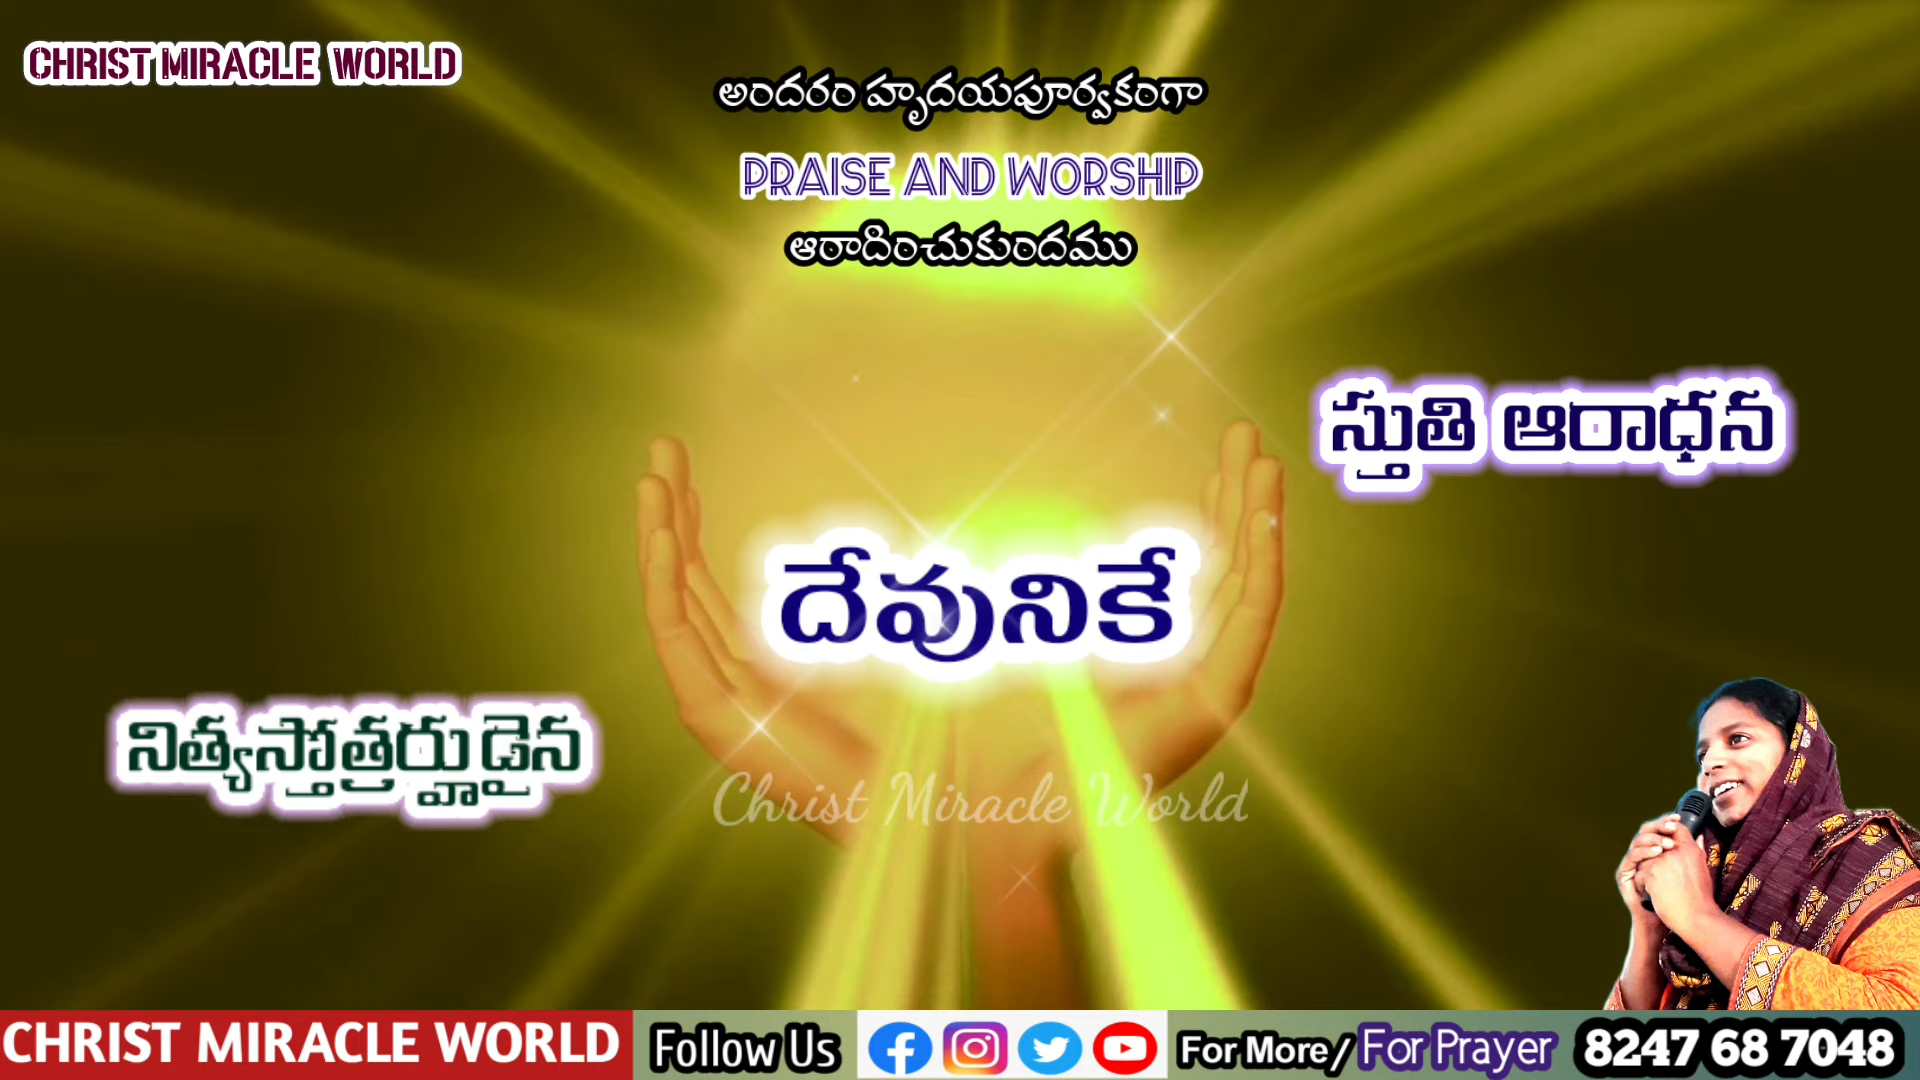 CHRIST MIRACLE WORLD
అందరం హృదయపూర్వకంగా
PRAISE AND WORSHIP
ఆరాదించుకుందము
స్తుతి ఆరాధన
దేవునికే
నిత్యస్తోత్రర్హుడైన
Christ Miracle World
CHRIST MIRACLE WORLD Follow Us For More/ For Prayer 8247 68 7048